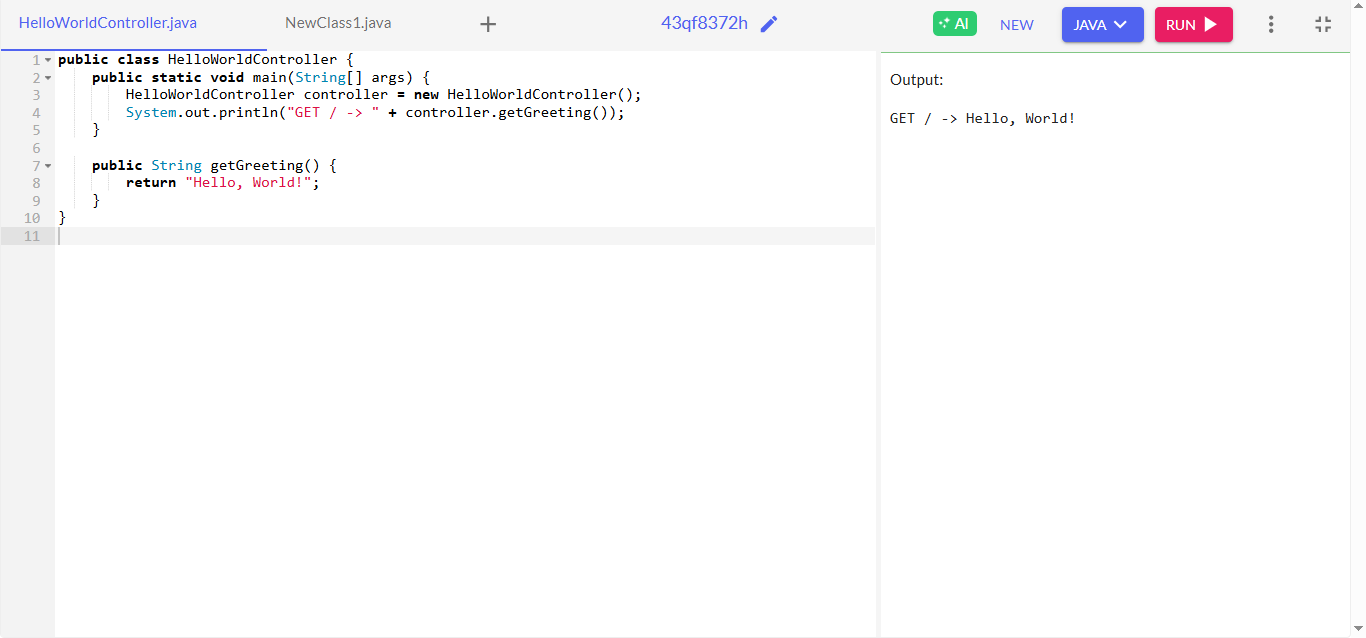 HelloWorldController.java NewClass1.java + 43qf8372h AI NEW JAVA RUN
1 public class HelloWorldController {
2     public static void main(String[] args) {
3         HelloWorldController controller = new HelloWorldController();
4         System.out.println("GET / -> " + controller.getGreeting());
5     }
6
7     public String getGreeting() {
8         return "Hello, World!";
9     }
10 }
11
Output:
GET / -> Hello, World!